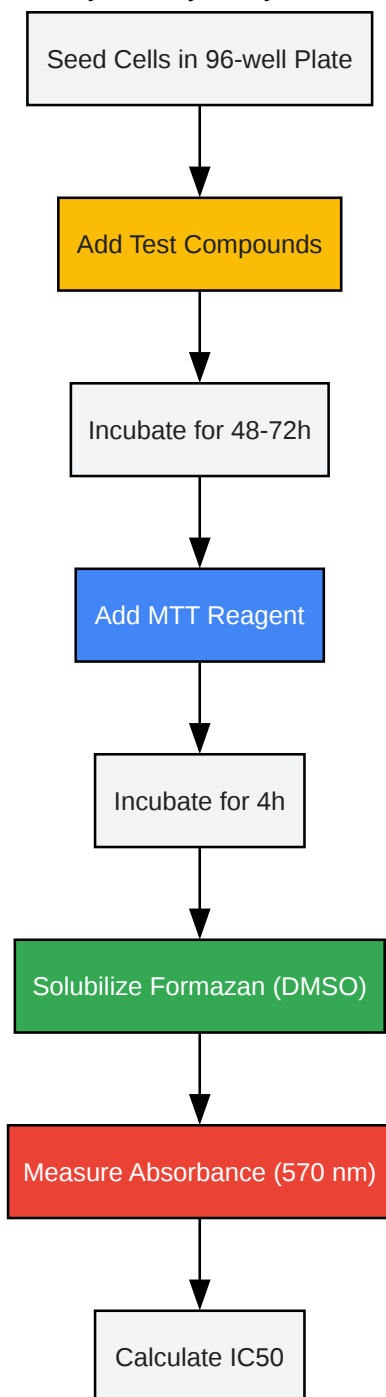 Seed Cells in 96-well Plate
Add Test Compounds
Incubate for 48-72h
Add MTT Reagent
Incubate for 4h
Solubilize Formazan (DMSO)
Measure Absorbance (570 nm)
Calculate IC50